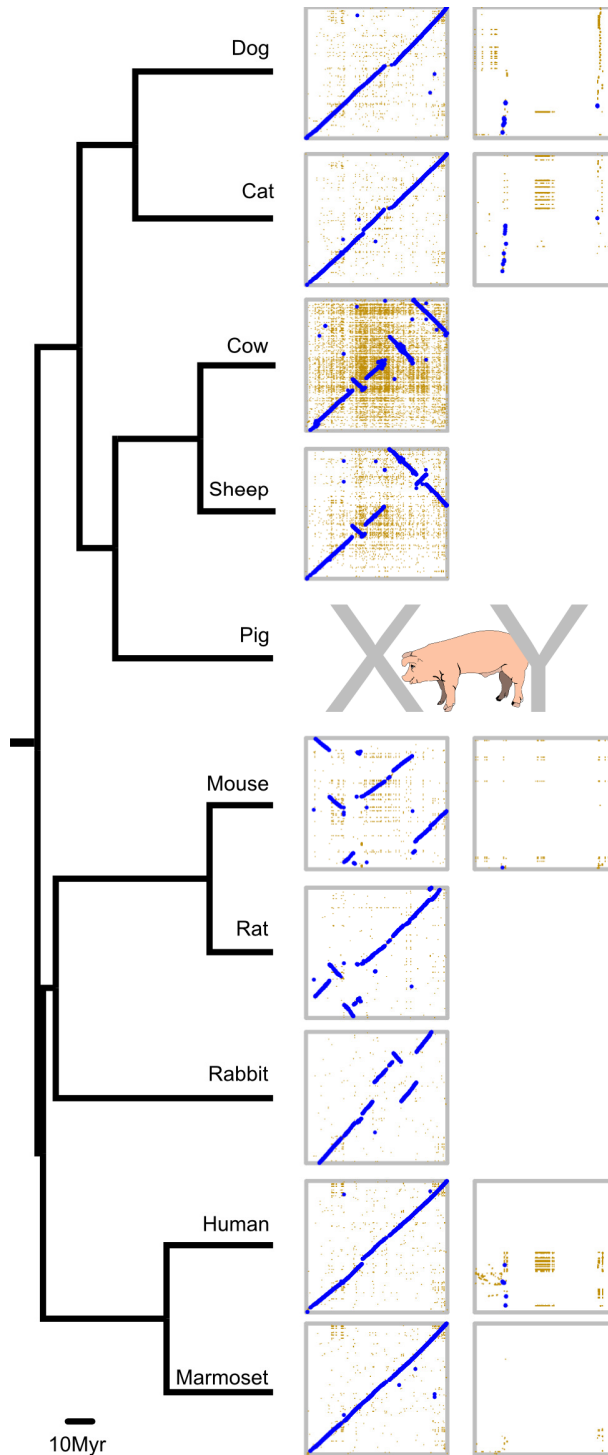 Dog
Cat
Cow
Sheep
Pig
X Y
Mouse
Rat
Rabbit
Human
Marmoset
10Myr